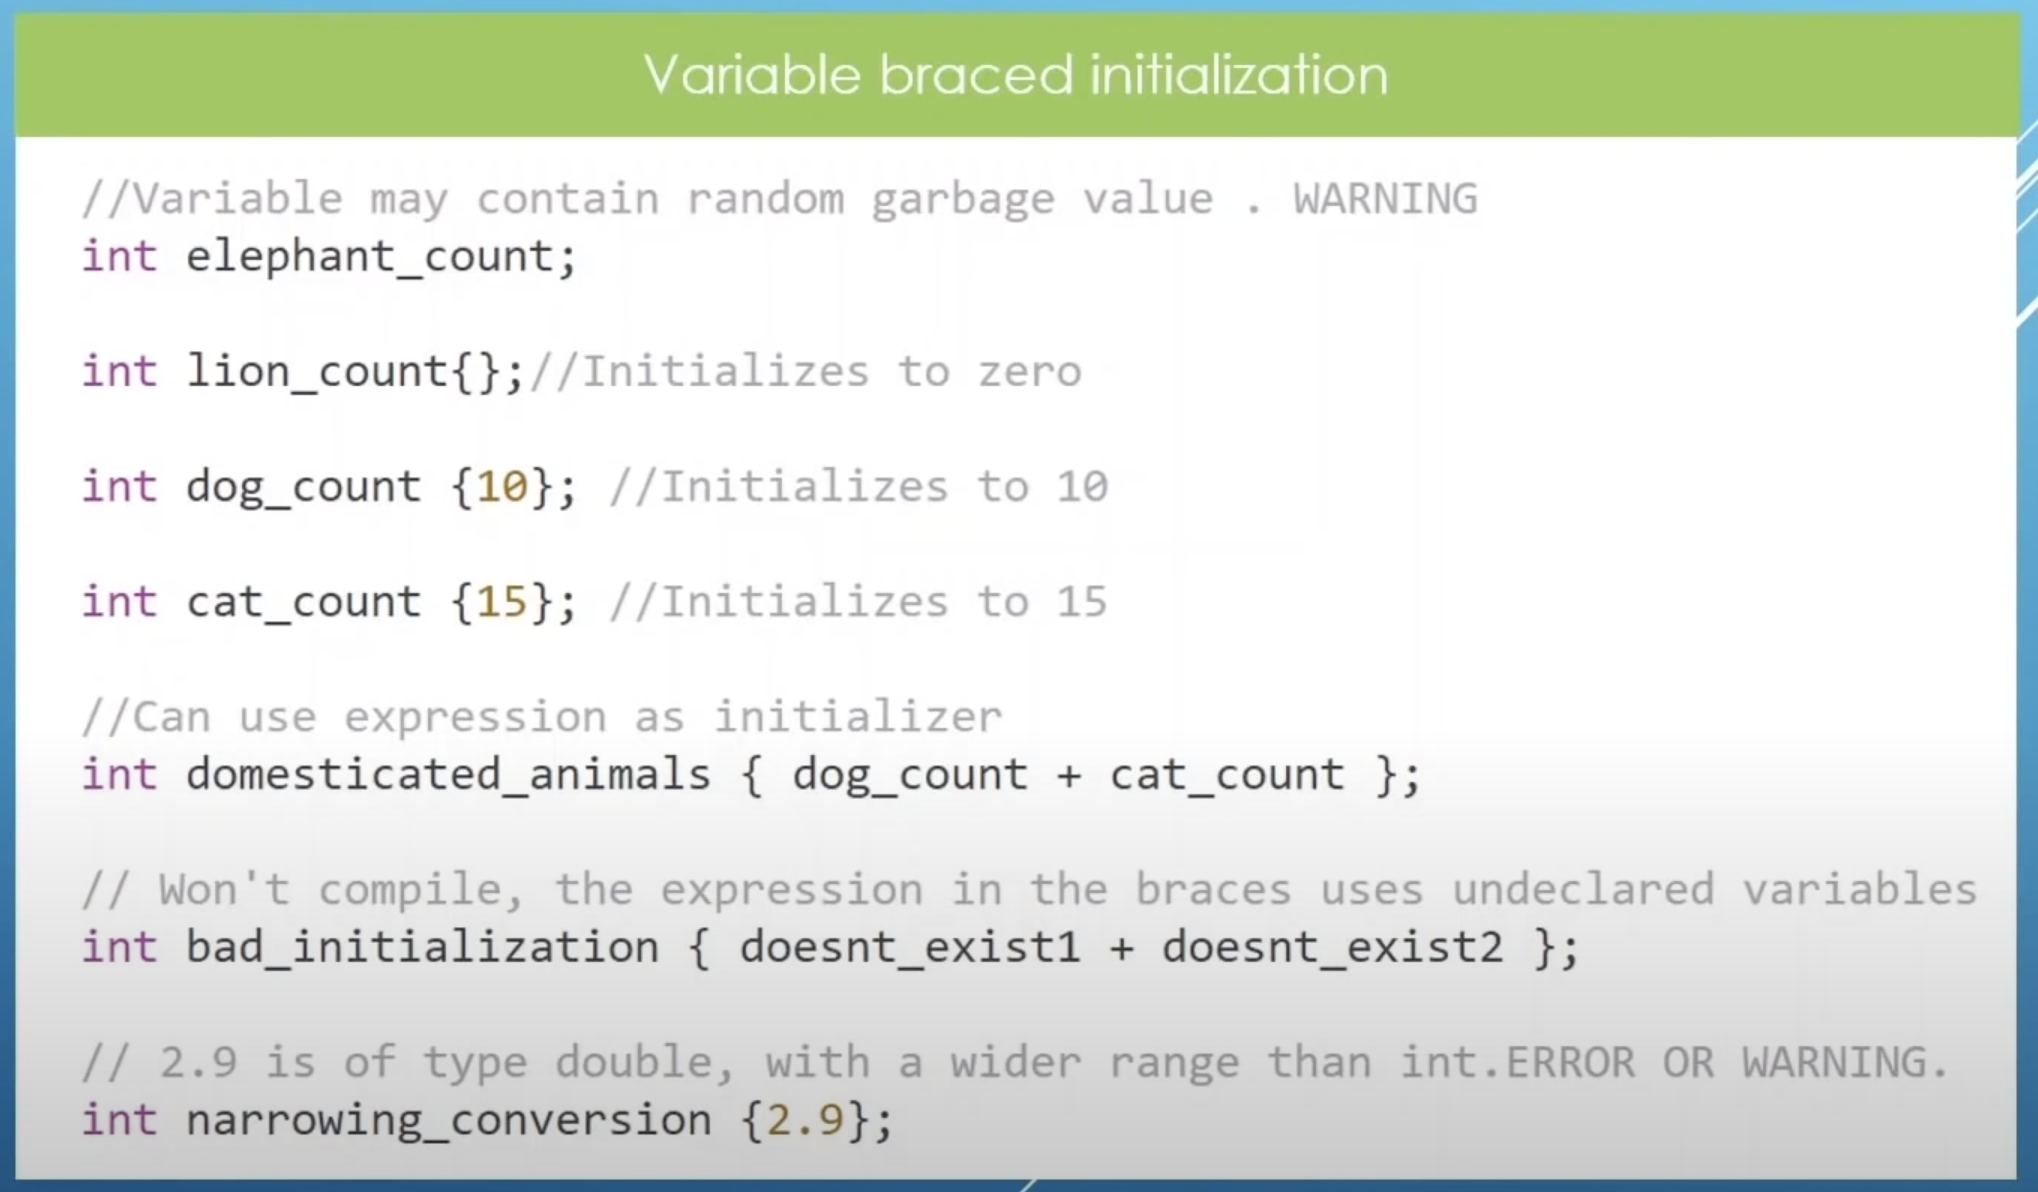 Variable braced initialization
//Variable may contain random garbage value . WARNING
int elephant_count;
int lion_count{};//Initializes to zero
int dog_count {10}; //Initializes to 10
int cat_count {15}; //Initializes to 15
//Can use expression as initializer
int domesticated_animals { dog_count + cat_count };
// Won't compile, the expression in the braces uses undeclared variables
int bad_initialization { doesnt_exist1 + doesnt_exist2 };
// 2.9 is of type double, with a wider range than int.ERROR OR WARNING.
int narrowing_conversion {2.9};